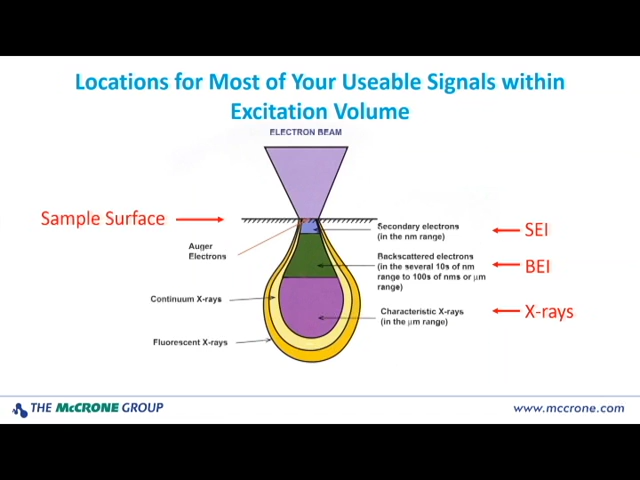 Locations for Most of Your Useable Signals within
Excitation Volume
ELECTRON BEAM
Sample Surface
Secondary electrons
(in the nm range)
SEI
Auger
Electrons
Backscattered electrons
(in the several 10s of nm
range to 100s of nms or μm
range)
BEI
Continuum X-rays
Characteristic X-rays
(in the μm range)
X-rays
Fluorescent X-rays
THE McCRONE GROUP
www.mccrone.com